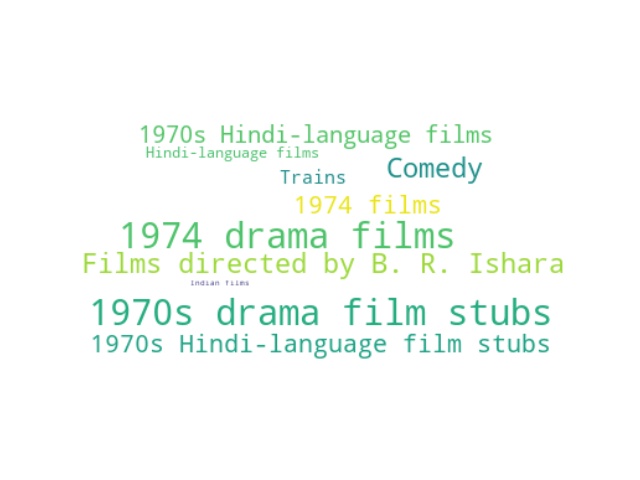 1970s Hindi-language films
Hindi-language films
Comedy
Trains
1974 films
1974 drama films
Films directed by B. R. Ishara
Indian films
1970s drama film stubs
1970s Hindi-language film stubs